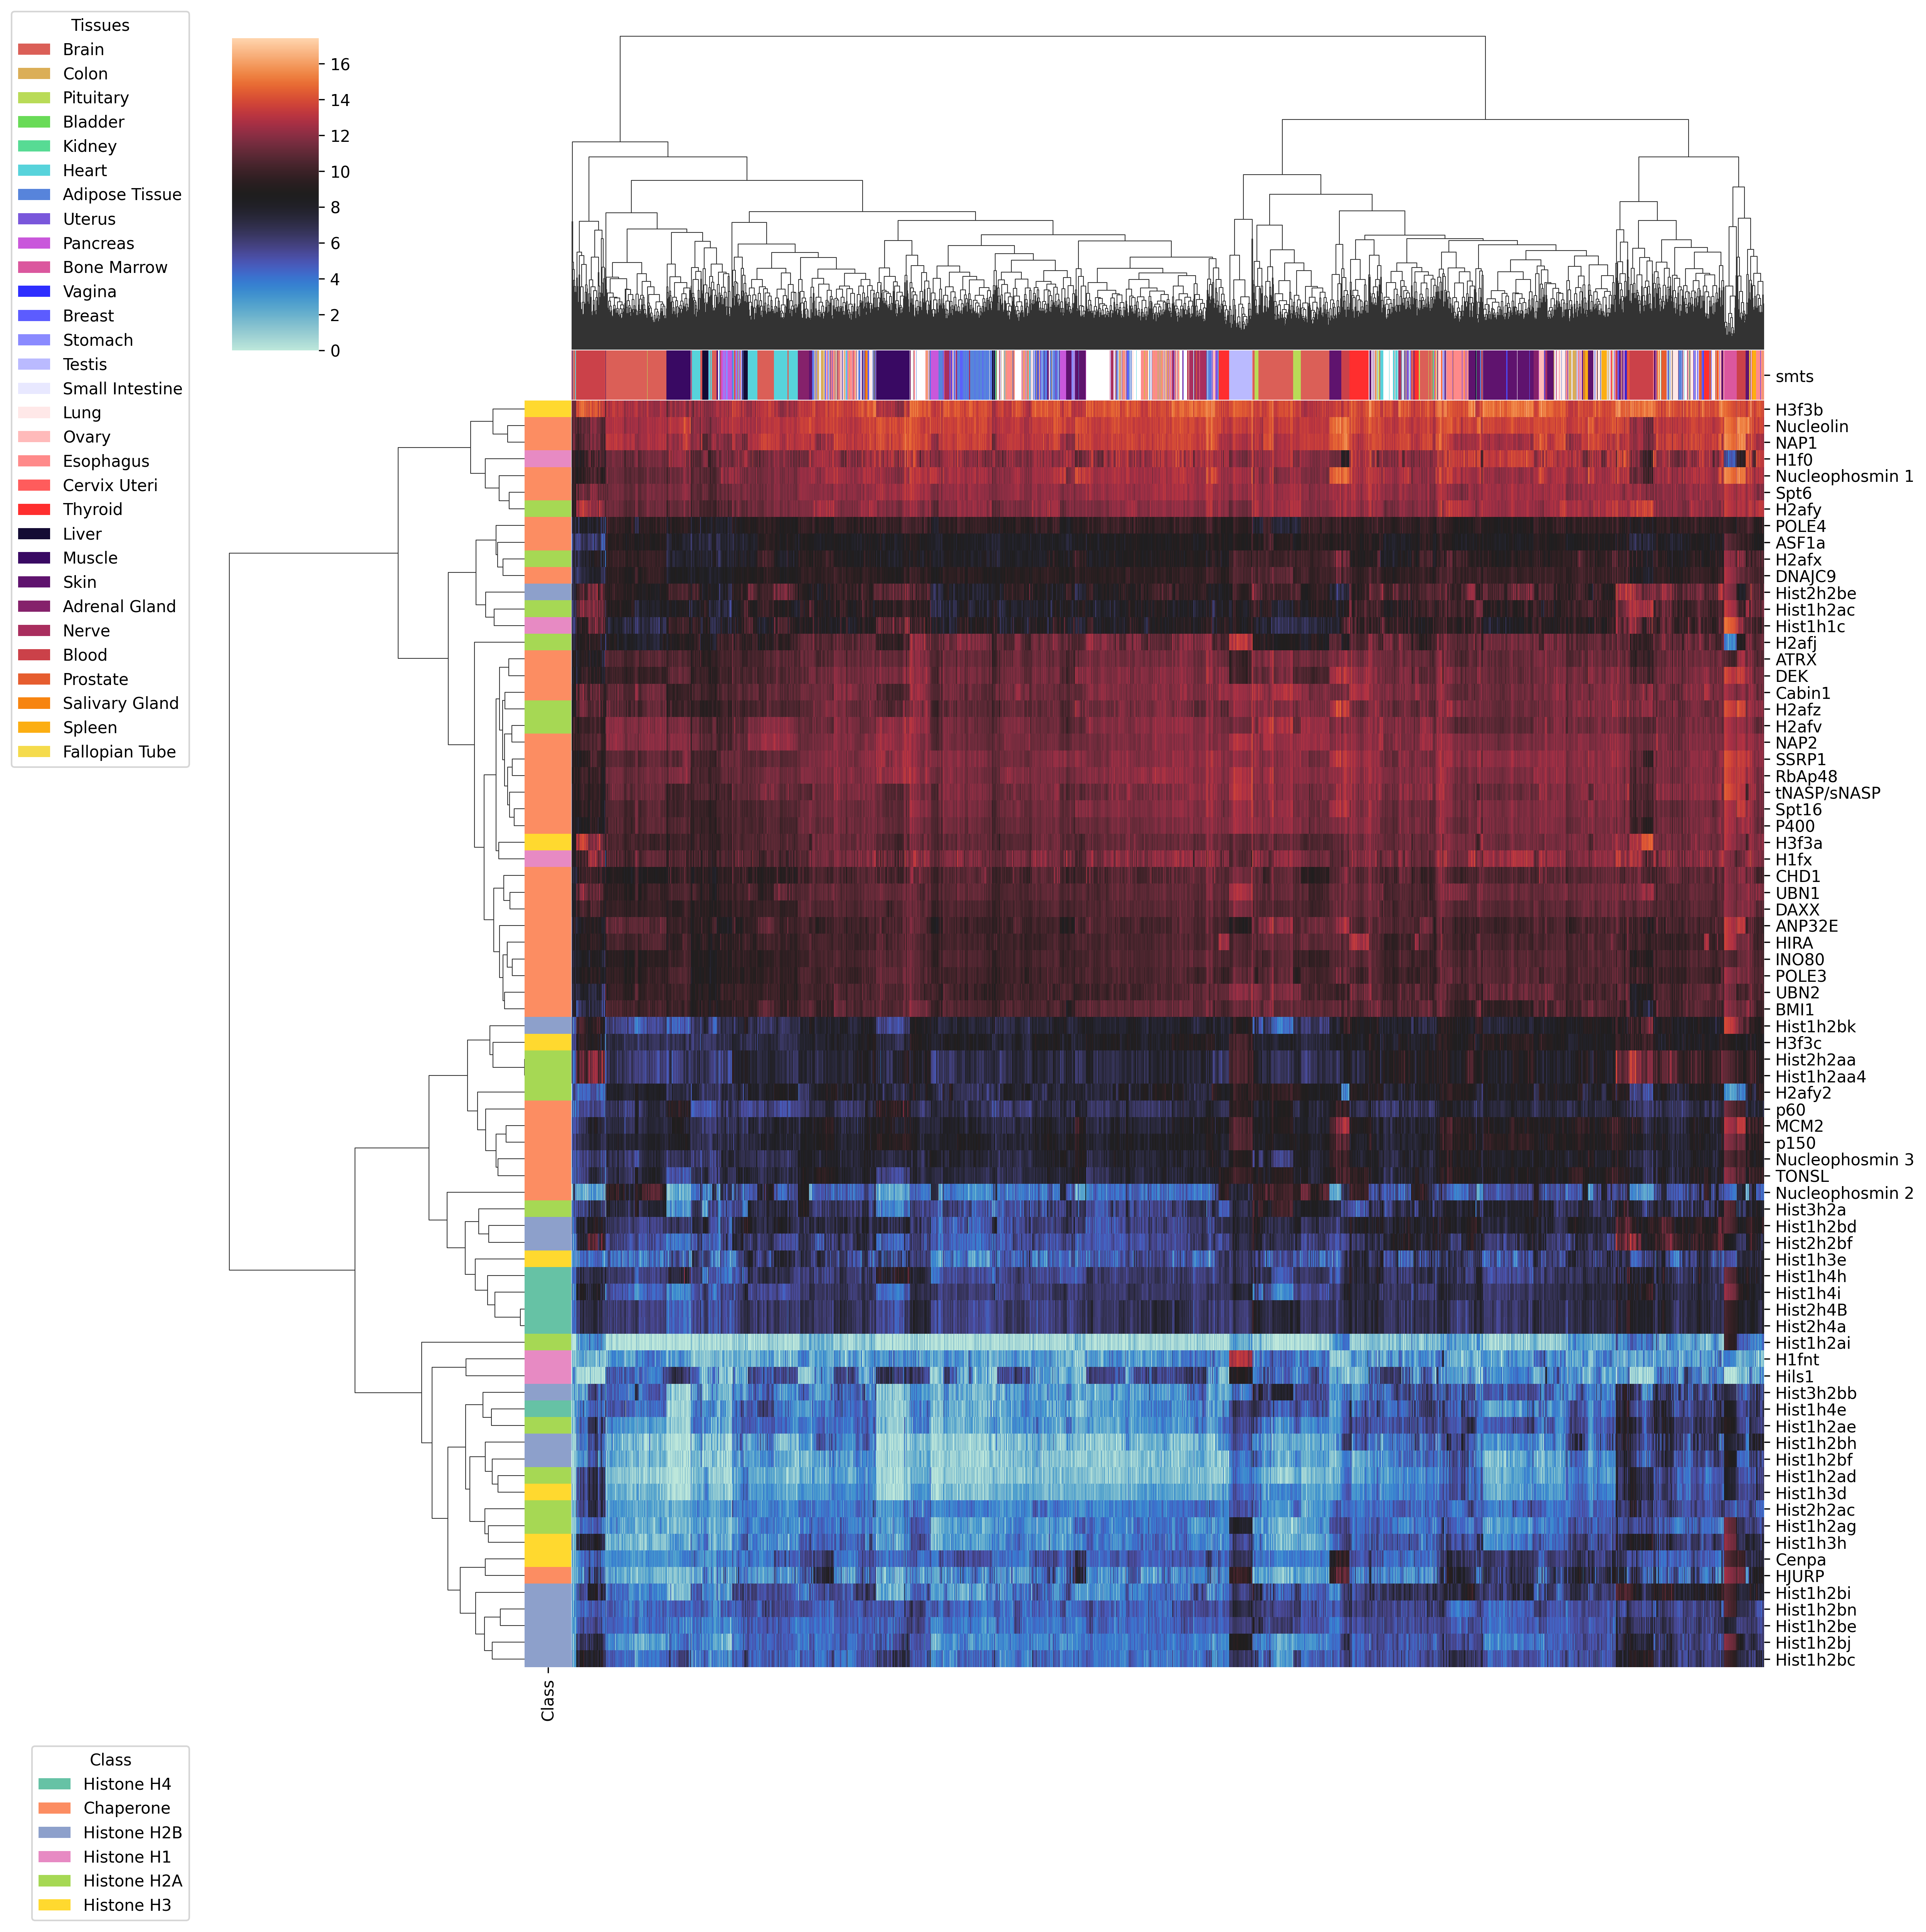 Tissues
Brain
Colon
Pituitary
Bladder
Kidney
Heart
Adipose Tissue
Uterus
Pancreas
Bone Marrow
Vagina
Breast
Stomach
Testis
Small Intestine
Lung
Ovary
Esophagus
Cervix Uteri
Thyroid
Liver
Muscle
Skin
Adrenal Gland
Nerve
Blood
Prostate
Salivary Gland
Spleen
Fallopian Tube
16
14
12
10
8
6
4
2
0
smts
H3f3b
Nucleolin
NAP1
H1f0
Nucleophosmin 1
Spt6
H2afy
POLE4
ASF1a
H2afx
DNAJC9
Hist2h2be
Hist1h2ac
Hist1h1c
H2afj
ATRX
DEK
Cabin1
H2afz
H2afv
NAP2
SSRP1
RbAp48
tNASP/sNASP
Spt16
P400
H3f3a
H1fx
CHD1
UBN1
DAXX
ANP32E
HIRA
INO80
POLE3
UBN2
BMI1
Hist1h2bk
H3f3c
Hist2h2aa
Hist1h2aa4
H2afy2
p60
MCM2
p150
Nucleophosmin 3
TONSL
Nucleophosmin 2
Hist3h2a
Hist1h2bd
Hist2h2bf
Hist1h3e
Hist1h4h
Hist1h4i
Hist2h4B
Hist2h4a
Hist1h2ai
H1fnt
Hils1
Hist3h2bb
Hist1h4e
Hist1h2ae
Hist1h2bh
Hist1h2bf
Hist1h2ad
Hist1h3d
Hist2h2ac
Hist1h2ag
Hist1h3h
Cenpa
HJURP
Hist1h2bi
Hist1h2bn
Hist1h2be
Hist1h2bj
Hist1h2bc
Class
Class
Histone H4
Chaperone
Histone H2B
Histone H1
Histone H2A
Histone H3